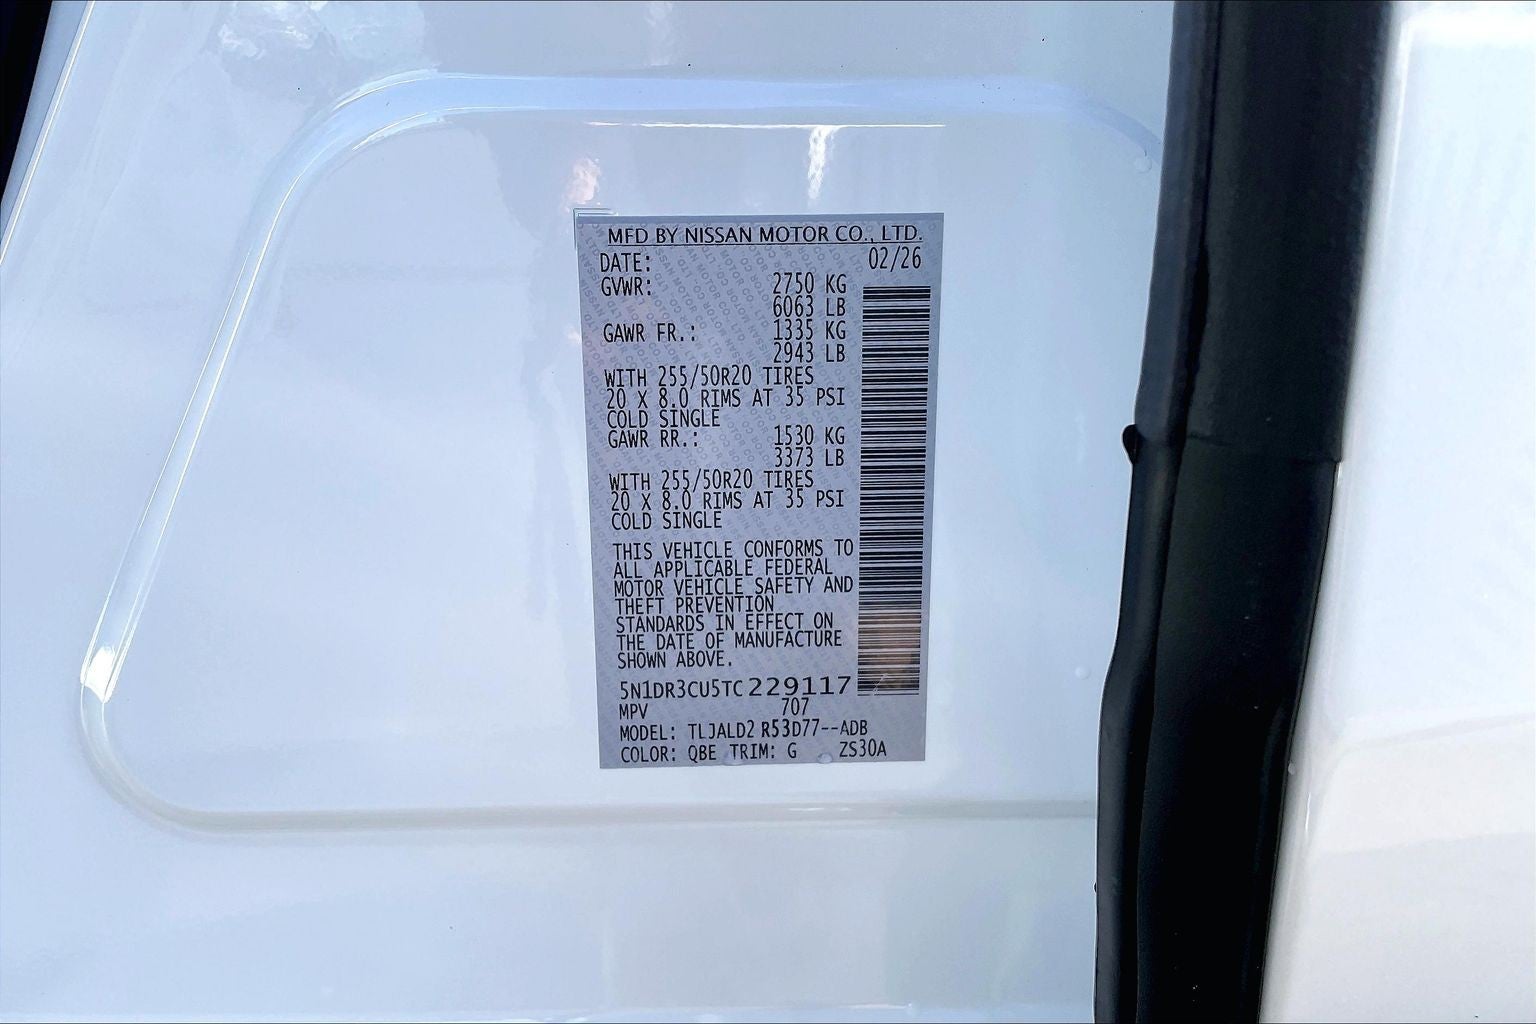 MFD BY NISSAN MOTOR CO., LTD.
DATE: 02/26
GVWR: 2750 KG
6063 LB
GAWR FR.: 1335 KG
2943 LB
WITH 255/50R20 TIRES
20 X 8.0 RIMS AT 35 PSI
COLD SINGLE
GAWR RR.: 1530 KG
3373 LB
WITH 255/50R20 TIRES
20 X 8.0 RIMS AT 35 PSI
COLD SINGLE
THIS VEHICLE CONFORMS TO
ALL APPLICABLE FEDERAL
MOTOR VEHICLE SAFETY AND
THEFT PREVENTION
STANDARDS IN EFFECT ON
THE DATE OF MANUFACTURE
SHOWN ABOVE.
5N1DR3CU5TC229117
MPV 707
MODEL: TLJALD2 R53D77--ADB
COLOR: QBE TRIM: G ZS30A